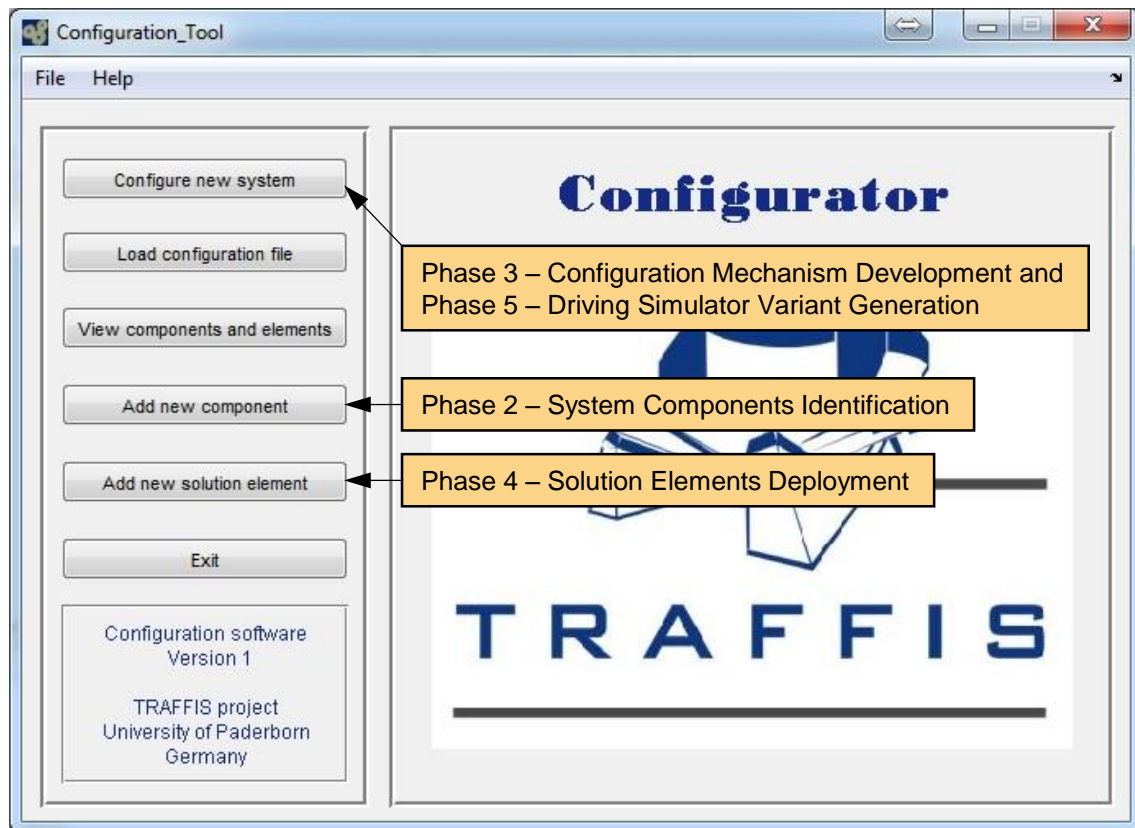 Configuration_Tool
File Help
Configure new system
Load configuration file
View components and elements
Add new component
Add new solution element
Exit
Configuration software
Version 1
TRAFFIS project
University of Paderborn
Germany
Configurator
Phase 3 – Configuration Mechanism Development and
Phase 5 – Driving Simulator Variant Generation
Phase 2 – System Components Identification
Phase 4 – Solution Elements Deployment
TRAFFIS